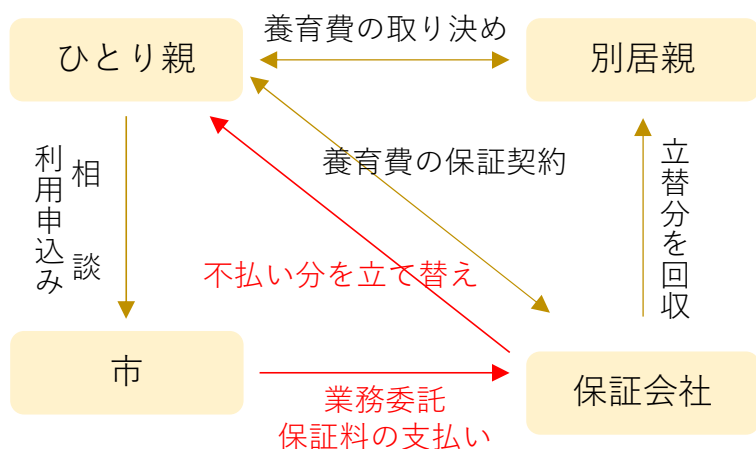 養育費の取り決め
ひとり親
別居親
相談
利用申込み
養育費の保証契約
立替分を回収
不払い分を立て替え
市
保証会社
業務委託
保証料の支払い